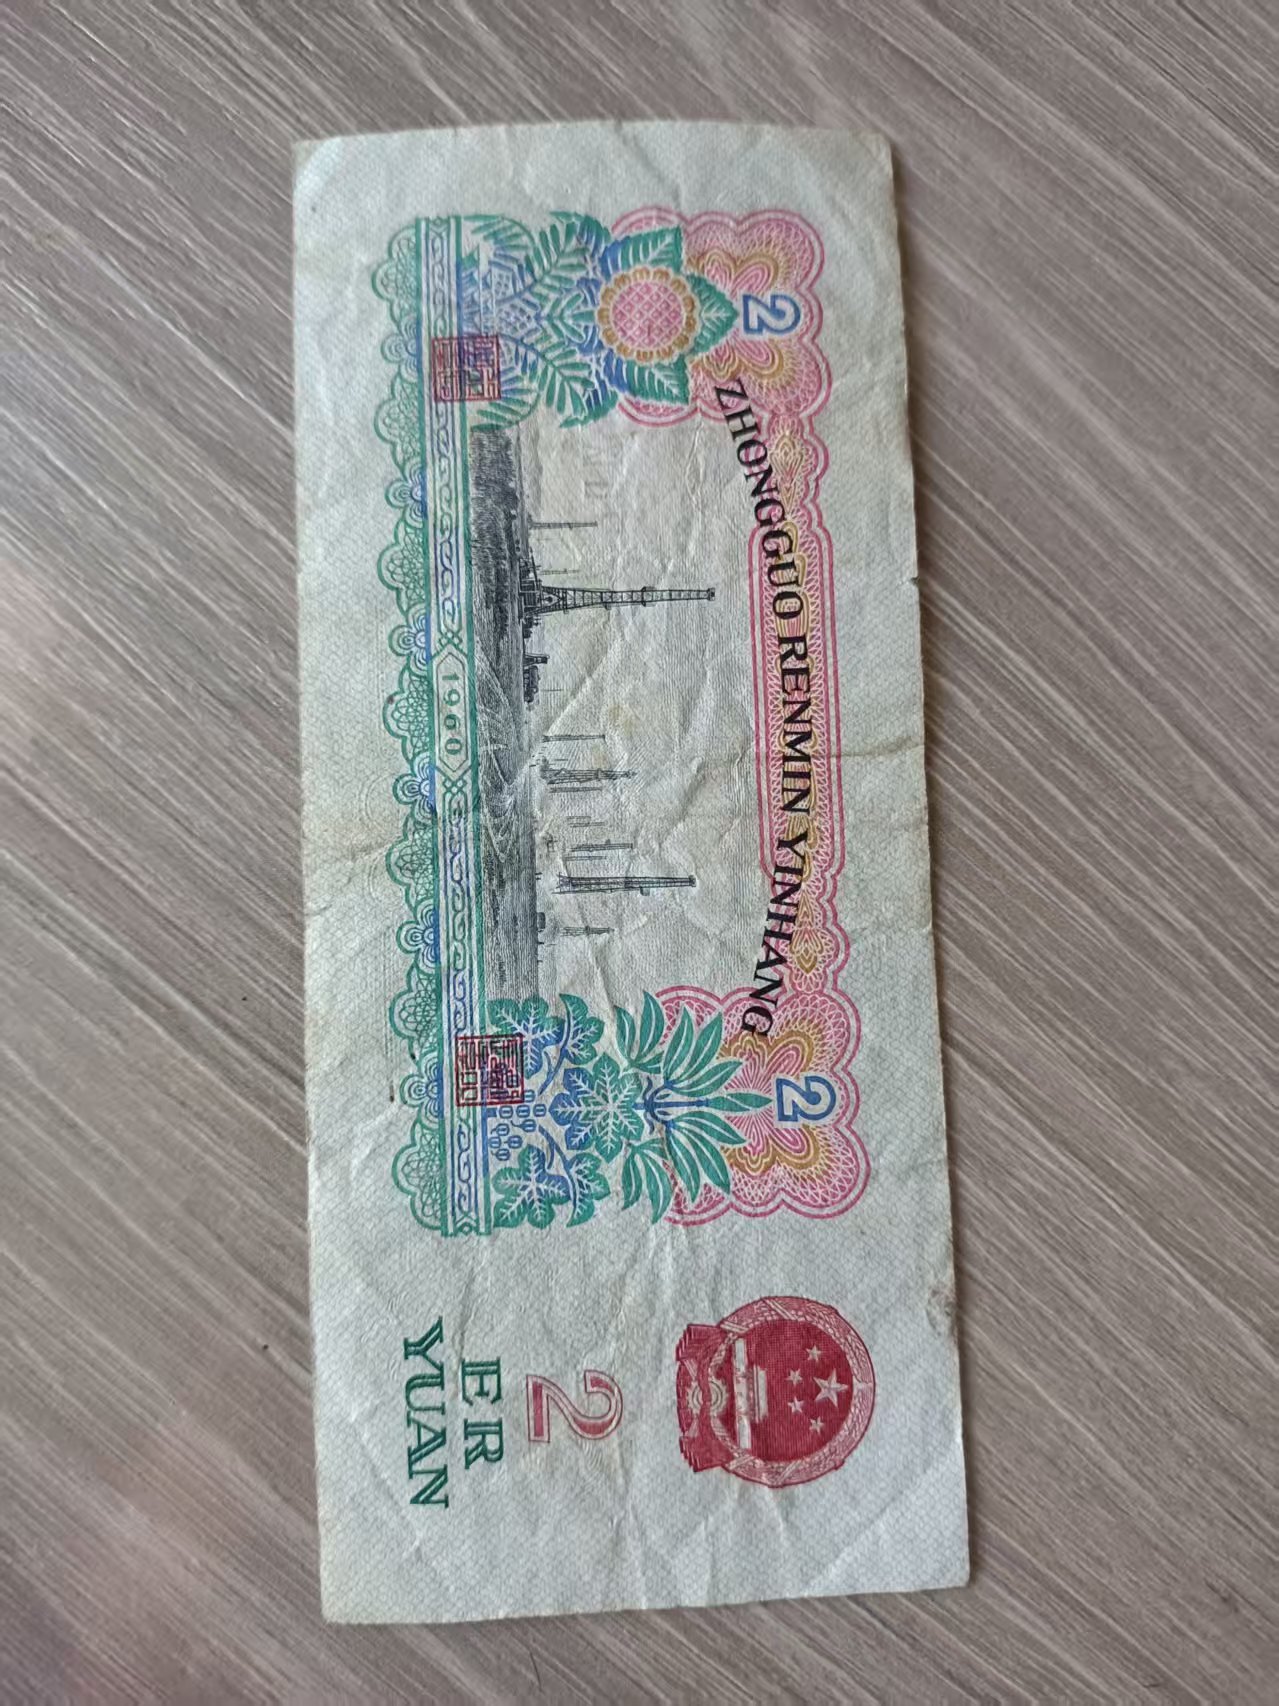 2
ZHONGGUO RENMIN YINHANG
2
1960
2
ER
YUAN